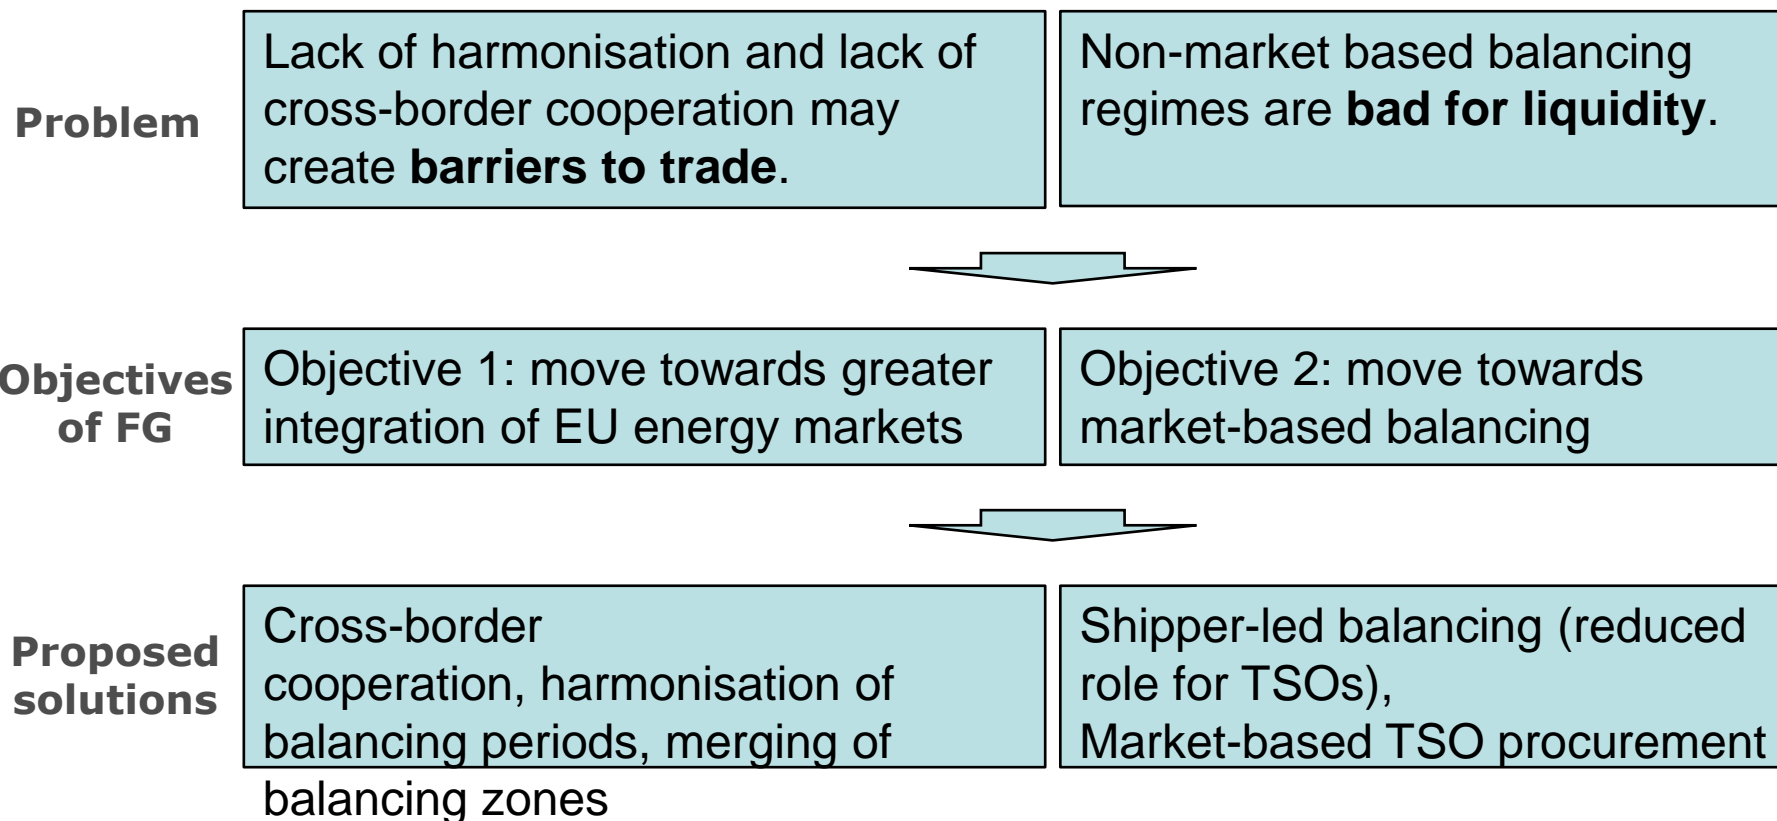 Problem
Lack of harmonisation and lack of
cross-border cooperation may
create barriers to trade.
Non-market based balancing
regimes are bad for liquidity.
Objectives
of FG
Objective 1: move towards greater
integration of EU energy markets
Objective 2: move towards
market-based balancing
Proposed
solutions
Cross-border
cooperation, harmonisation of
balancing periods, merging of
balancing zones
Shipper-led balancing (reduced
role for TSOs),
Market-based TSO procurement